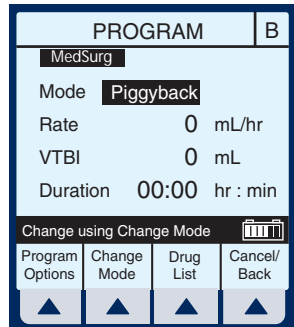 PROGRAM B
MedSurg
Mode Piggyback
Rate 0 mL/hr
VTBI 0 mL
Duration 00:00 hr : min
Change using Change Mode
Program Options
Change Mode
Drug List
Cancel/ Back